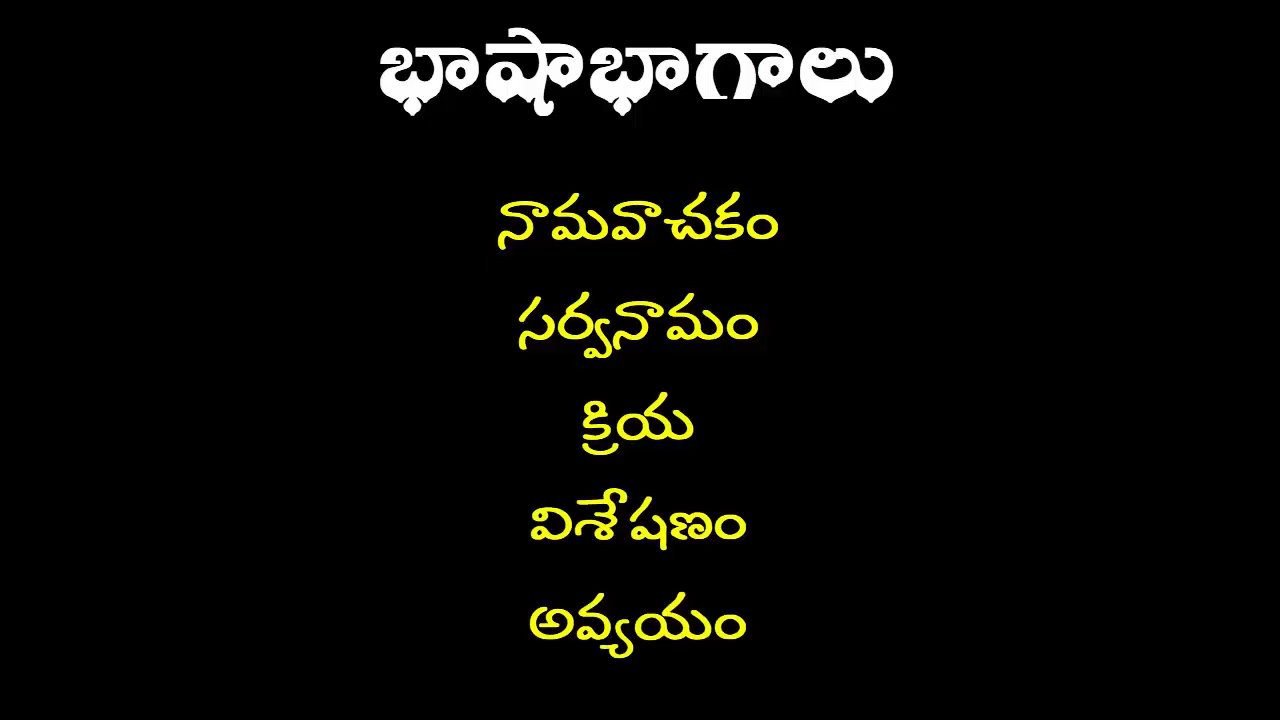 భాషాభాగాలు
నామవాచకం
సర్వనామం
క్రియ
విశేషణం
అవ్యయం